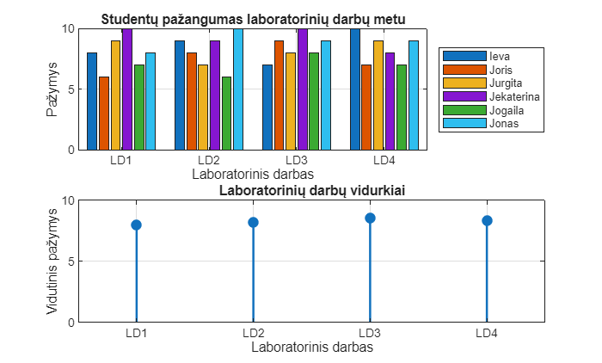 Studentų pažangumas laboratorinių darbų metu
10
5
0
Pažymys
LD1 LD2 LD3 LD4
Laboratorinis darbas
Ieva
Joris
Jurgita
Jekaterina
Jogaila
Jonas
Laboratorinių darbų vidurkiai
10
5
0
Vidutinis pažymys
LD1 LD2 LD3 LD4
Laboratorinis darbas